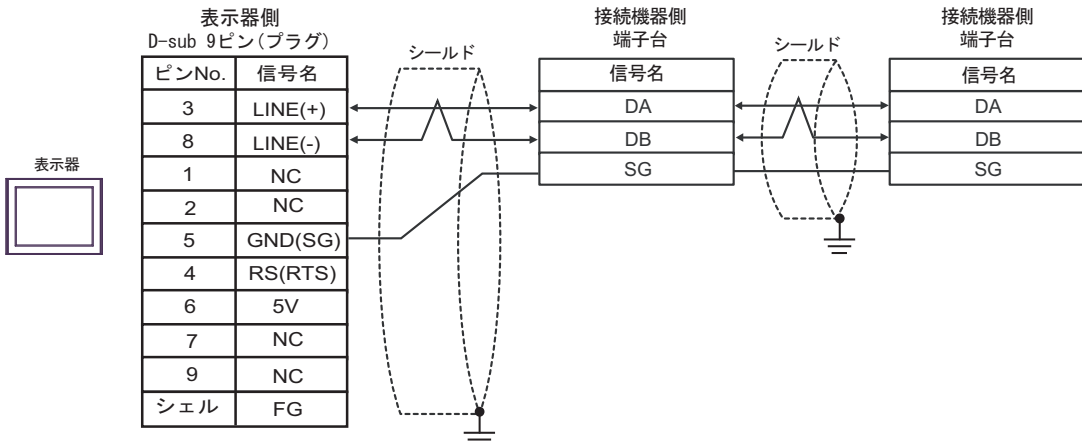 表示器
表示器側
D-sub 9ピン(プラグ)
ピンNo. 信号名
3 LINE(+)
8 LINE(-)
1 NC
2 NC
5 GND(SG)
4 RS(RTS)
6 5V
7 NC
9 NC
シェル FG
シールド
接続機器側
端子台
信号名
DA
DB
SG
シールド
接続機器側
端子台
信号名
DA
DB
SG